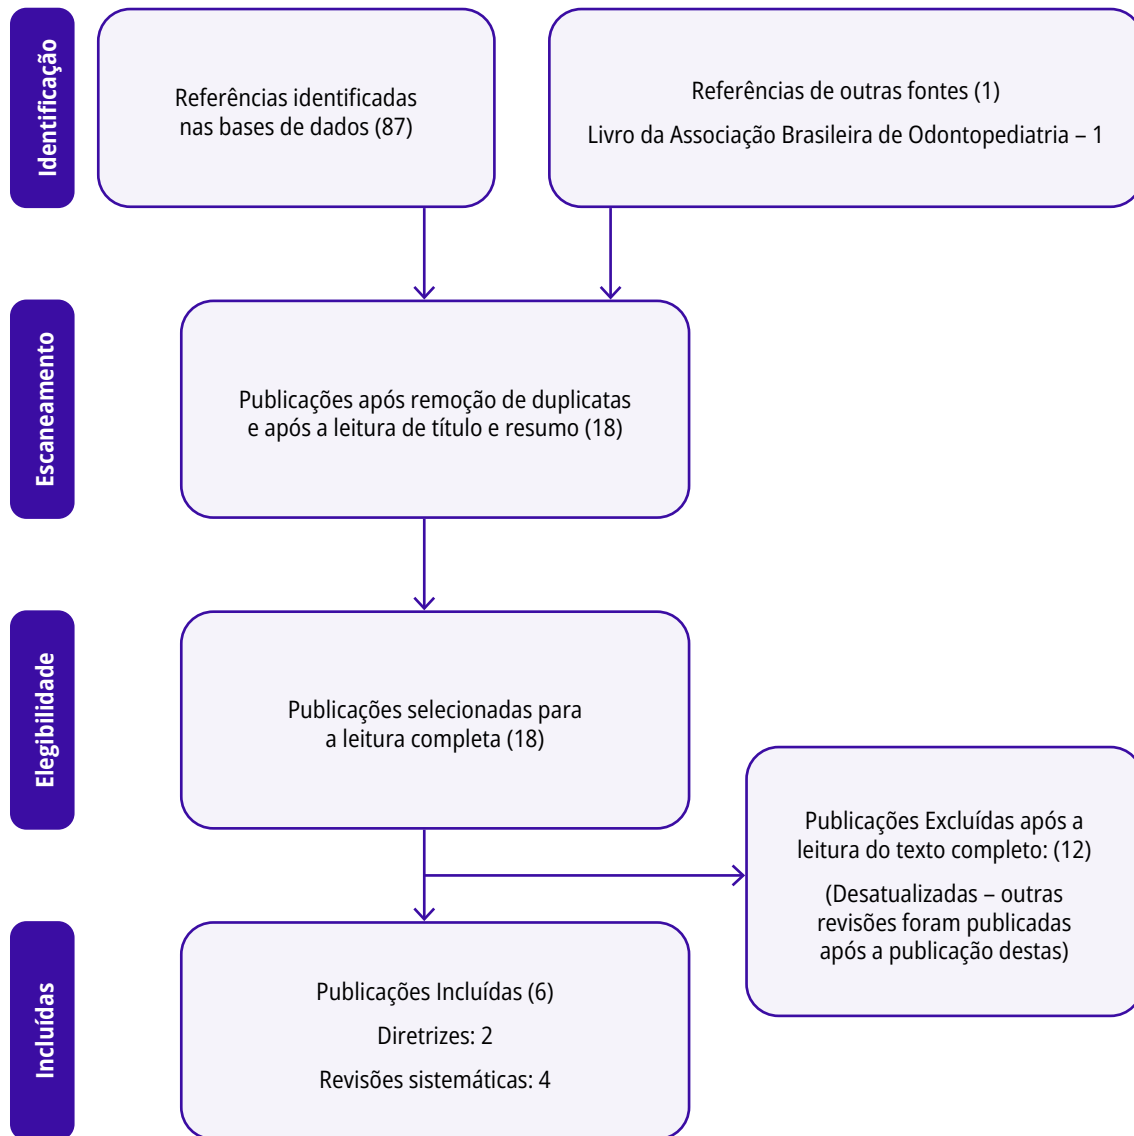 Identificação
Referências identificadas
nas bases de dados (87)
Referências de outras fontes (1)
Livro da Associação Brasileira de Odontopediatria – 1
Escaneamento
Publicações após remoção de duplicatas
e após a leitura de título e resumo (18)
Elegibilidade
Publicações selecionadas para
a leitura completa (18)
Publicações Excluídas após a
leitura do texto completo: (12)
(Desatualizadas – outras
revisões foram publicadas
após a publicação destas)
Incluídas
Publicações Incluídas (6)
Diretrizes: 2
Revisões sistemáticas: 4